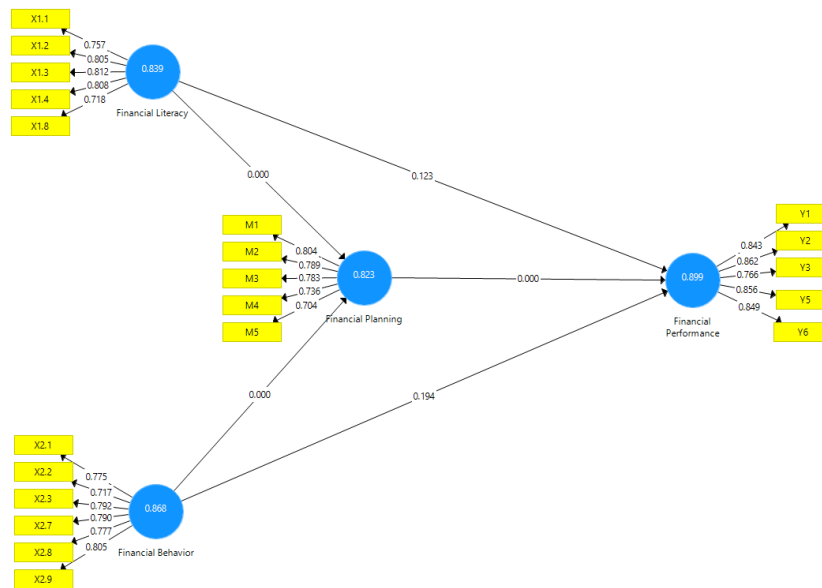 X1.1
X1.2
X1.3
X1.4
X1.8
0.757
0.805
0.812
0.808
0.718
0.839
Financial Literacy
0.000
0.123
M1
M2
M3
M4
M5
0.804
0.789
0.783
0.736
0.704
0.823
Financial Planning
0.000
0.899
Financial
Performance
0.843
0.862
0.766
0.856
0.849
Y1
Y2
Y3
Y5
Y6
0.000
0.194
X2.1
X2.2
X2.3
X2.7
X2.8
X2.9
0.775
0.717
0.792
0.790
0.777
0.805
0.868
Financial Behavior